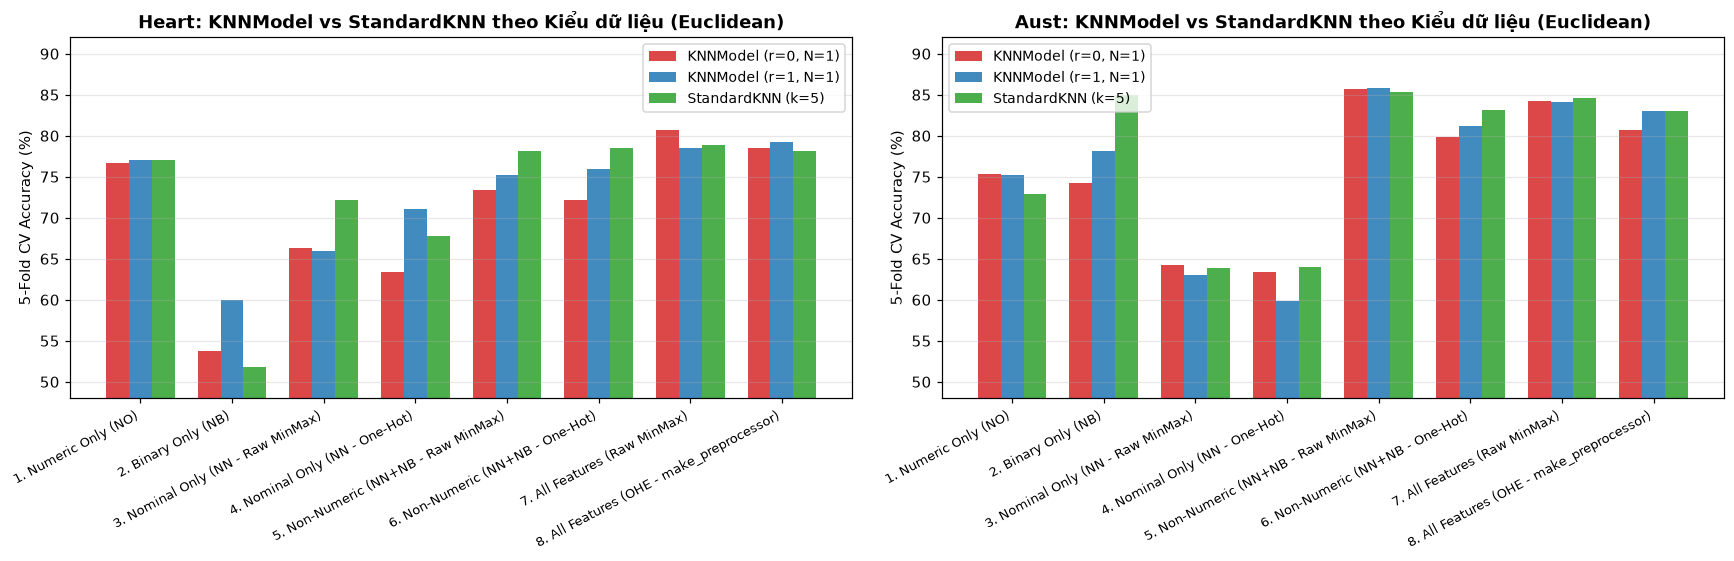 Heart: KNNModel vs StandardKNN theo Kiểu dữ liệu (Euclidean)
90
85
80
75
70
65
60
55
50
5-Fold CV Accuracy (%)
KNNModel (r=0, N=1)
KNNModel (r=1, N=1)
StandardKNN (k=5)
1. Numeric Only (NO)
2. Binary Only (NB)
3. Nominal Only (NN - Raw MinMax)
4. Nominal Only (NN - One-Hot)
5. Non-Numeric (NN+NB - Raw MinMax)
6. Non-Numeric (NN+NB - One-Hot)
7. All Features (Raw MinMax)
8. All Features (OHE - make_preprocessor)
Aust: KNNModel vs StandardKNN theo Kiểu dữ liệu (Euclidean)
90
85
80
75
70
65
60
55
50
5-Fold CV Accuracy (%)
KNNModel (r=0, N=1)
KNNModel (r=1, N=1)
StandardKNN (k=5)
1. Numeric Only (NO)
2. Binary Only (NB)
3. Nominal Only (NN - Raw MinMax)
4. Nominal Only (NN - One-Hot)
5. Non-Numeric (NN+NB - Raw MinMax)
6. Non-Numeric (NN+NB - One-Hot)
7. All Features (Raw MinMax)
8. All Features (OHE - make_preprocessor)